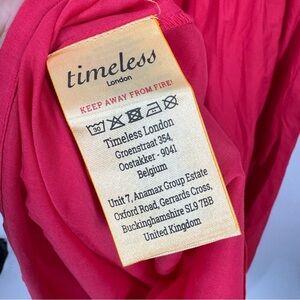 timeless
London
KEEP AWAY FROM FIRE!
30
Timeless London
Groenstraat 354,
Oostakker - 9041
Belgium
Unit 7, Anamax Group Estate
Oxford Road, Gerrards Cross,
Buckinghamshire SL9 7BB
United Kingdom